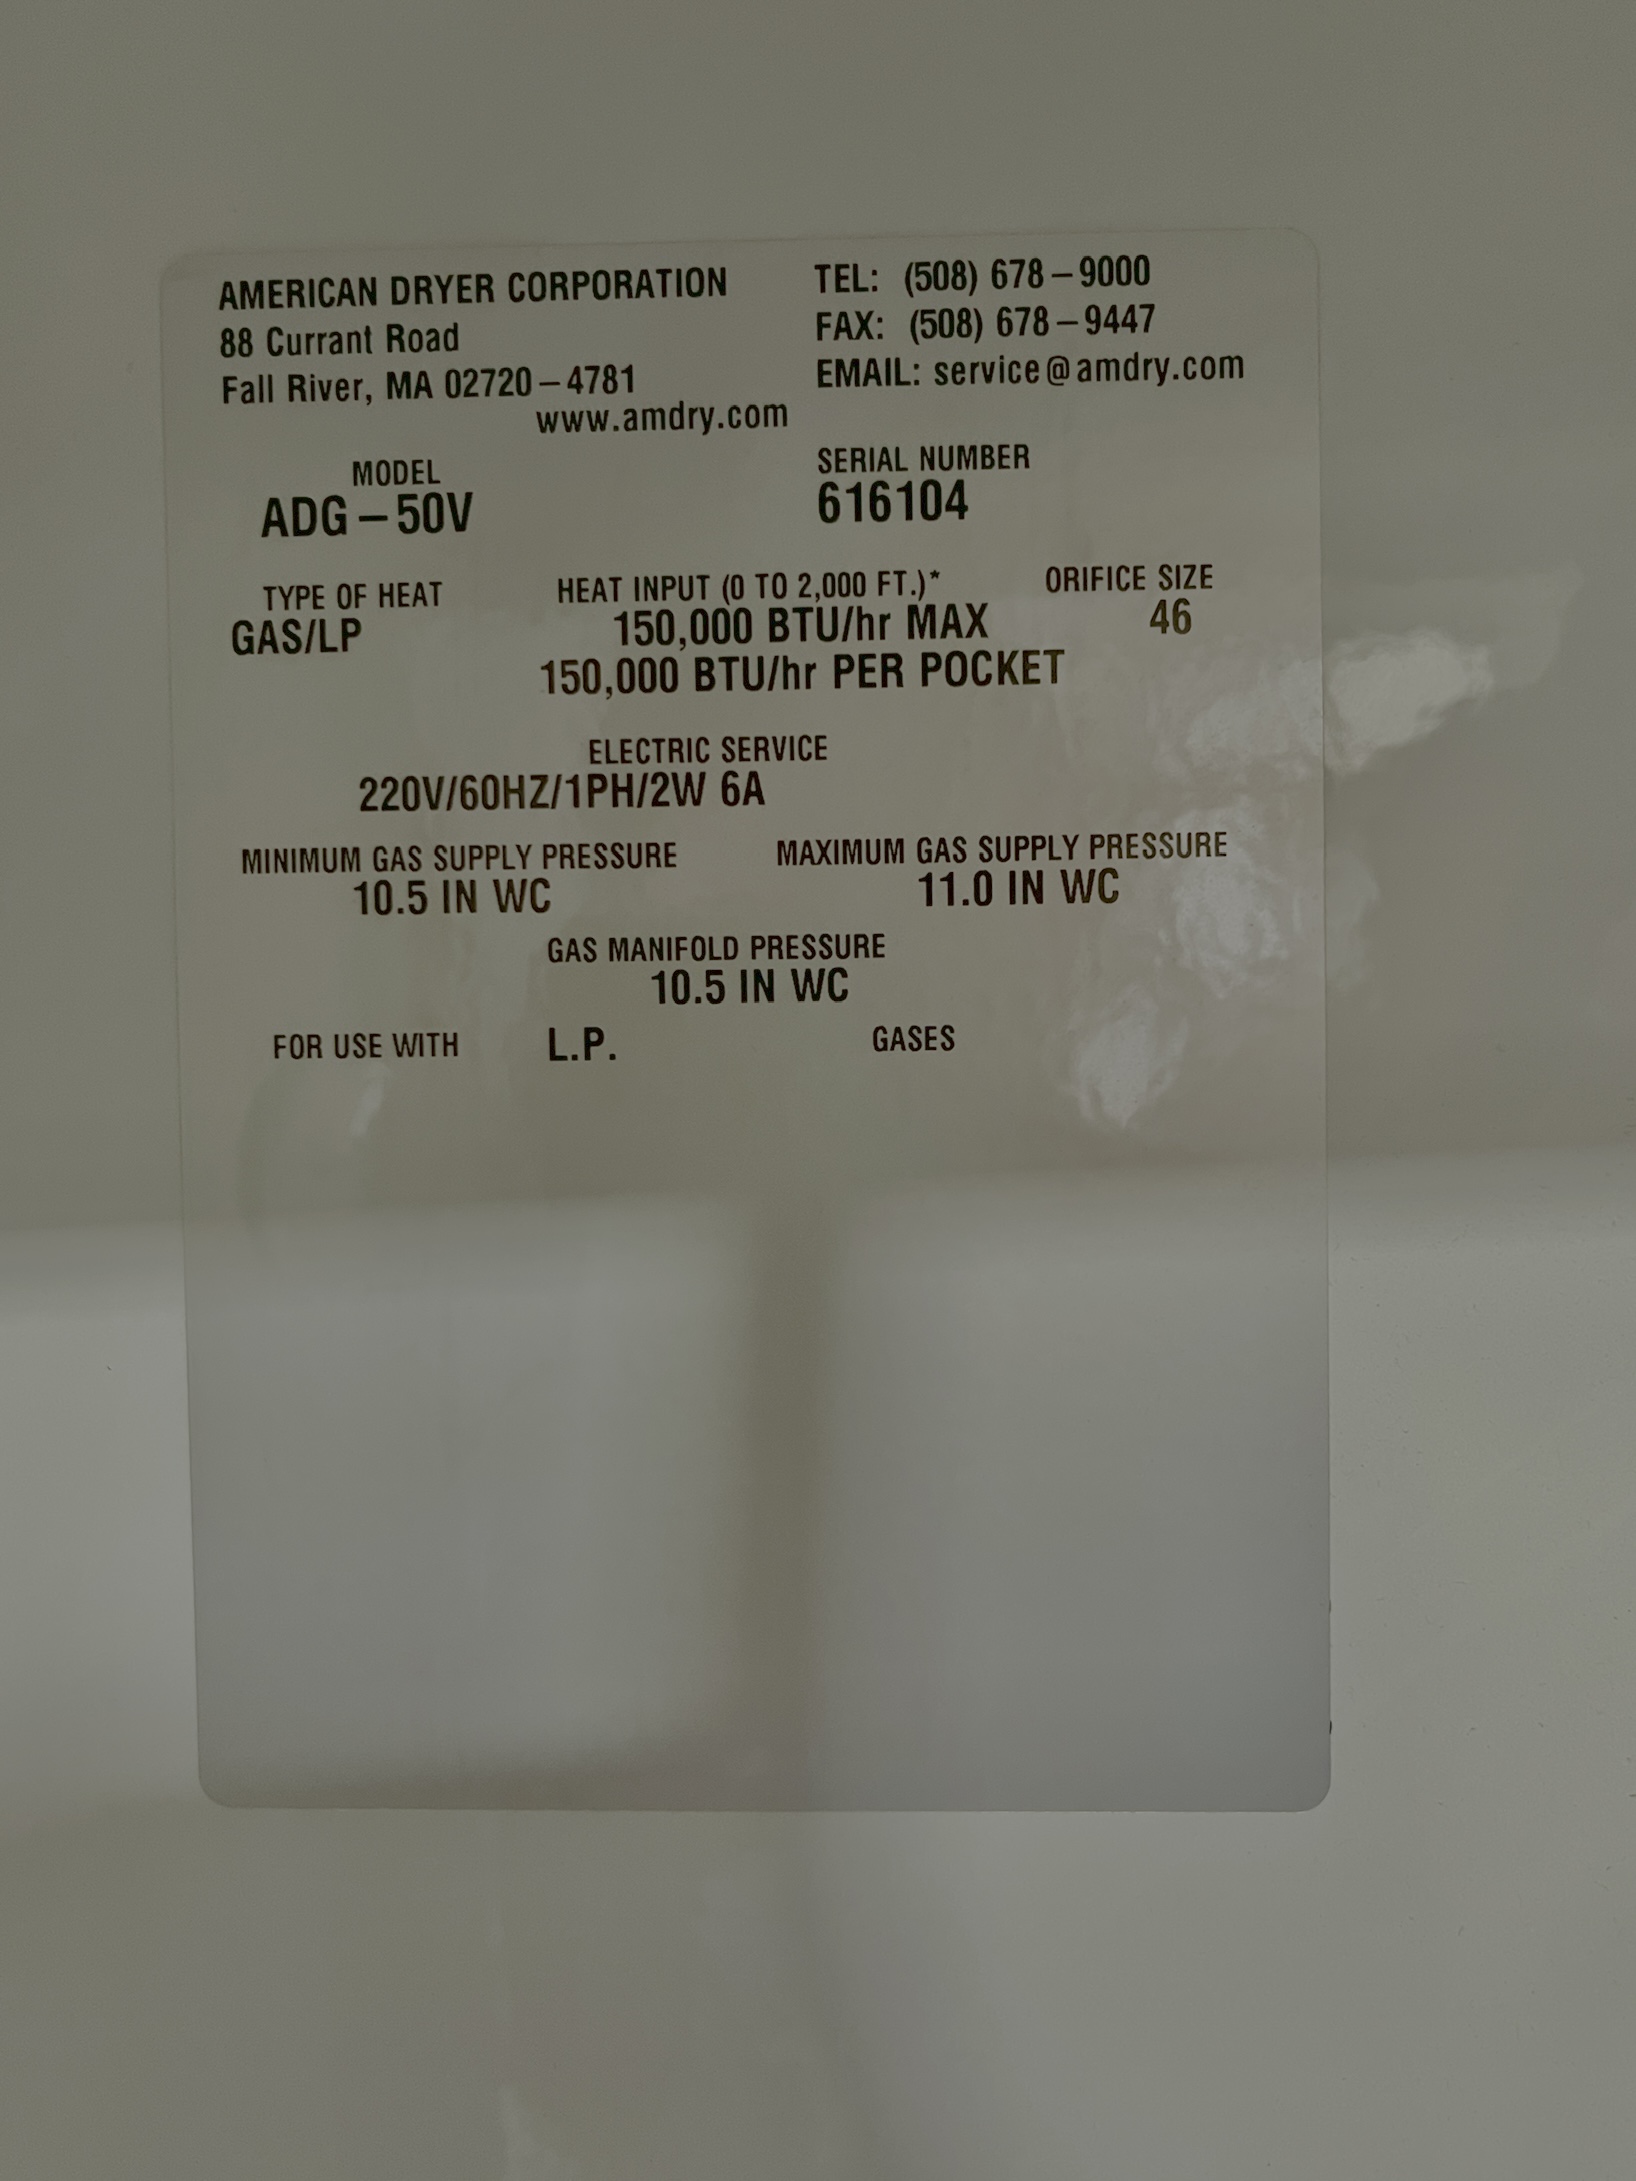 AMERICAN DRYER CORPORATION
88 Currant Road
Fall River, MA 02720–4781
www.amdry.com
TEL: (508) 678–9000
FAX: (508) 678–9447
EMAIL: service@amdry.com
MODEL
ADG–50V
SERIAL NUMBER
616104
TYPE OF HEAT
GAS/LP
HEAT INPUT (0 TO 2,000 FT.)*
150,000 BTU/hr MAX
150,000 BTU/hr PER POCKET
ORIFICE SIZE
46
ELECTRIC SERVICE
220V/60HZ/1PH/2W 6A
MINIMUM GAS SUPPLY PRESSURE
10.5 IN WC
MAXIMUM GAS SUPPLY PRESSURE
11.0 IN WC
GAS MANIFOLD PRESSURE
10.5 IN WC
FOR USE WITH L.P. GASES